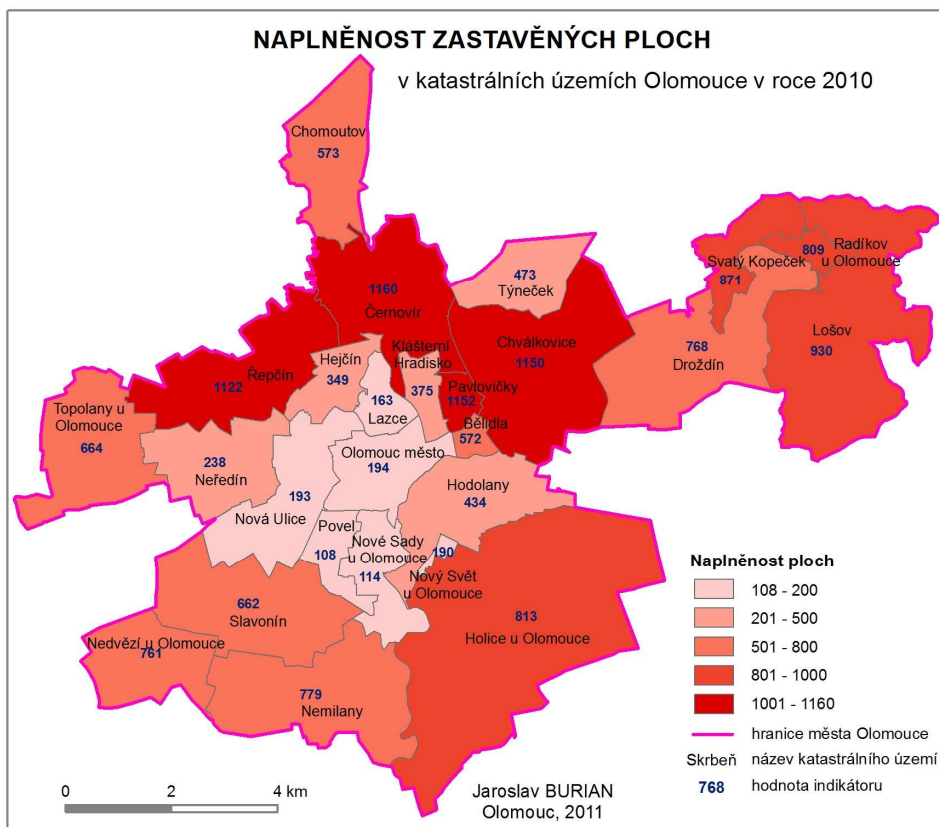 NAPLNĚNOST ZASTAVĚNÝCH PLOCH
v katastrálních územích Olomouce v roce 2010
Chomoutov
573
1160
Černovír
473
Týneček
809
Radíkov
u Olomouce
Svatý Kopeček
871
Lošov
930
768
Droždín
Chválkovice
1150
Klášterní
Hradisko
375
Pavlovičky
1152
Bělidla
572
Hejčín
349
163
Lazce
1122
Řepčín
Topolany u
Olomouce
664
238
Neředín
Olomouc město
194
193
Nová Ulice
Hodolany
434
Povel
108
Nové Sady
u Olomouce
114
190
Nový Svět
u Olomouce
813
Holice u Olomouce
662
Slavonín
Nedvězí u Olomouce
761
779
Nemilany
Naplněnost ploch
108 - 200
201 - 500
501 - 800
801 - 1000
1001 - 1160
hranice města Olomouce
Skrbeň název katastrálního území
768 hodnota indikátoru
0 2 4 km
Jaroslav BURIAN
Olomouc, 2011